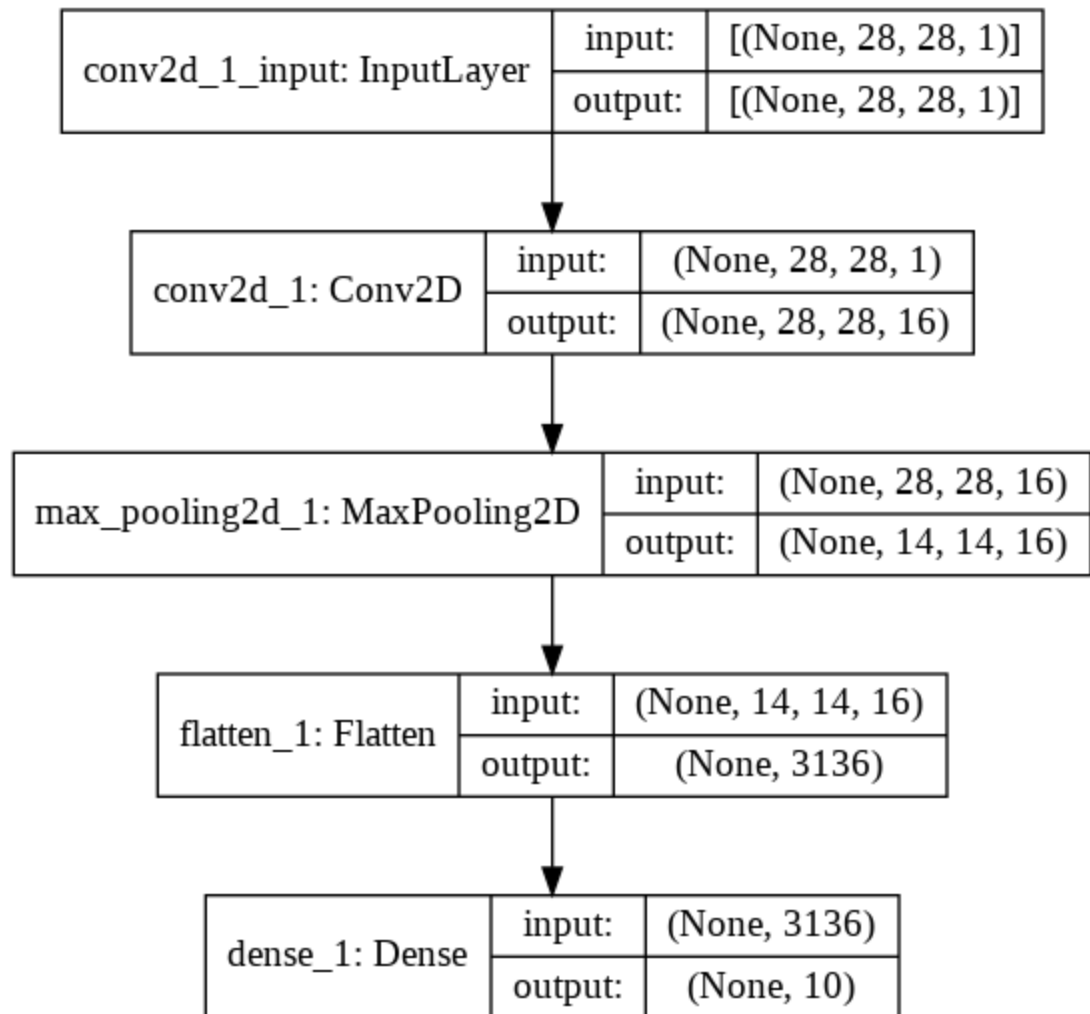 conv2d_1_input: InputLayer
input: [(None, 28, 28, 1)]
output: [(None, 28, 28, 1)]
conv2d_1: Conv2D
input: (None, 28, 28, 1)
output: (None, 28, 28, 16)
max_pooling2d_1: MaxPooling2D
input: (None, 28, 28, 16)
output: (None, 14, 14, 16)
flatten_1: Flatten
input: (None, 14, 14, 16)
output: (None, 3136)
dense_1: Dense
input: (None, 3136)
output: (None, 10)